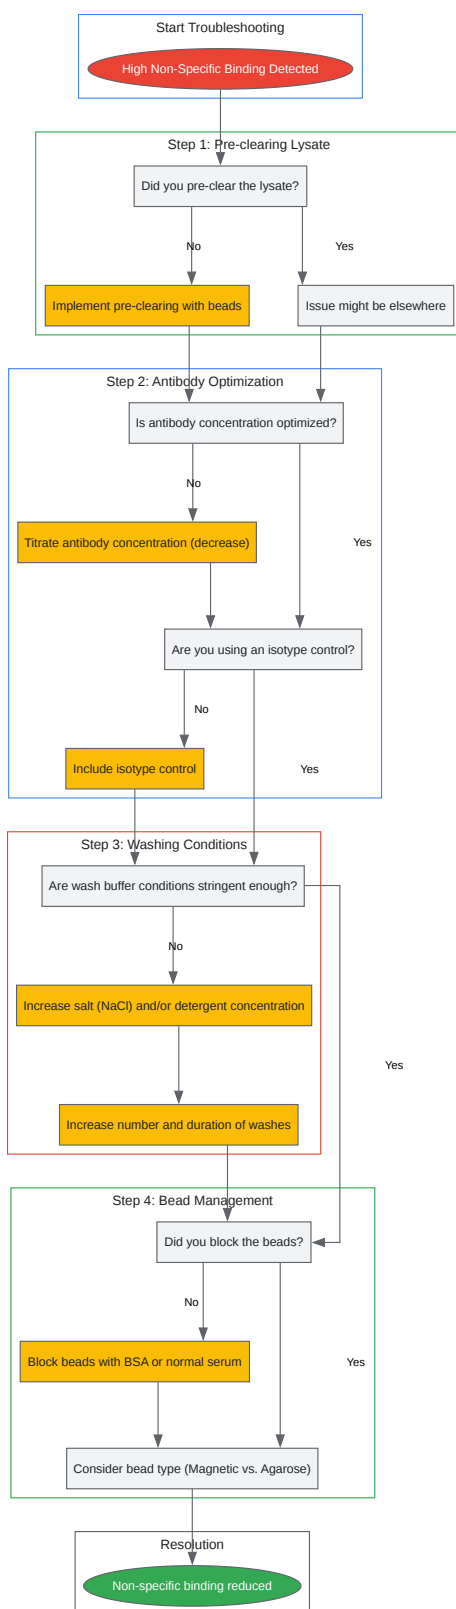 Start Troubleshooting
High Non-Specific Binding Detected
Step 1: Pre-clearing Lysate
Did you pre-clear the lysate?
No
Yes
Implement pre-clearing with beads
Issue might be elsewhere
Step 2: Antibody Optimization
Is antibody concentration optimized?
No
Titrate antibody concentration (decrease)
Yes
Are you using an isotype control?
No
Include isotype control
Yes
Step 3: Washing Conditions
Are wash buffer conditions stringent enough?
No
Increase salt (NaCl) and/or detergent concentration
Yes
Increase number and duration of washes
Step 4: Bead Management
Did you block the beads?
No
Block beads with BSA or normal serum
Yes
Consider bead type (Magnetic vs. Agarose)
Resolution
Non-specific binding reduced